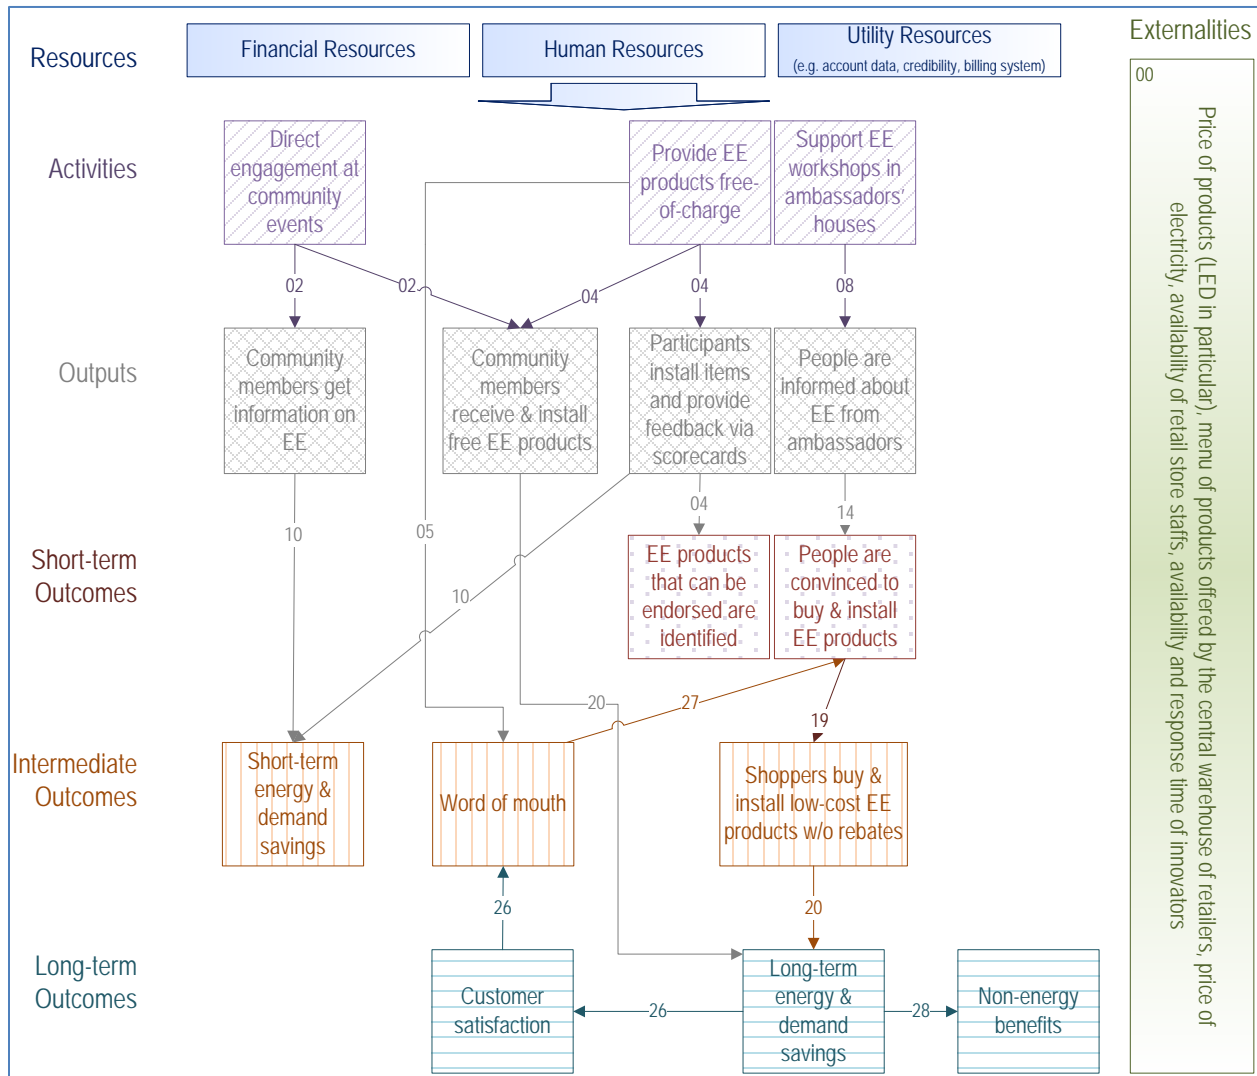 Resources
Financial Resources
Human Resources
Utility Resources
(e.g. account data, credibility, billing system)
Externalities
00
Price of products (LED in particular), menu of products offered by the central warehouse of retailers, price of
electricity, availability of retail store staffs, availability and response time of innovators
Activities
Direct
engagement at
community
events
Provide EE
products free-
of-charge
Support EE
workshops in
ambassadors'
houses
02
02
04
04
08
Outputs
Community
members get
information on
EE
Community
members
receive & install
free EE products
Participants
install items
and provide
feedback via
scorecards
People are
informed about
EE from
ambassadors
10
05
10
04
14
Short-term
Outcomes
EE products
that can be
endorsed are
identified
People are
convinced to
buy & install
EE products
20
27
19
Intermediate
Outcomes
Short-term
energy &
demand
savings
Word of mouth
Shoppers buy &
install low-cost EE
products w/o rebates
26
20
Long-term
Outcomes
Customer
satisfaction
26
Long-term
energy &
demand
savings
28
Non-energy
benefits